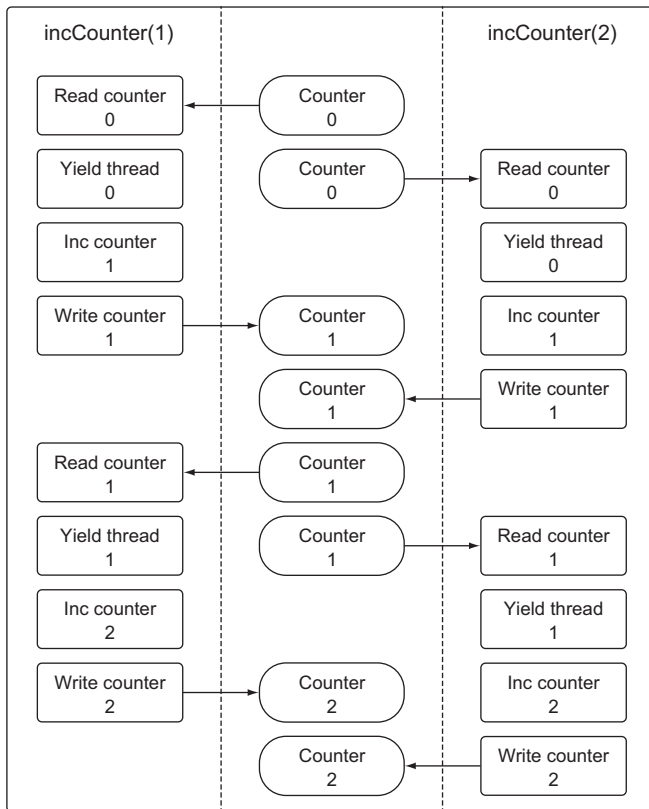 incCounter(1)
incCounter(2)
Read counter
0
Counter
0
Yield thread
0
Counter
0
Read counter
0
Inc counter
1
Yield thread
0
Write counter
1
Counter
1
Inc counter
1
Counter
1
Write counter
1
Read counter
1
Counter
1
Yield thread
1
Counter
1
Read counter
1
Inc counter
2
Yield thread
1
Write counter
2
Counter
2
Inc counter
2
Counter
2
Write counter
2